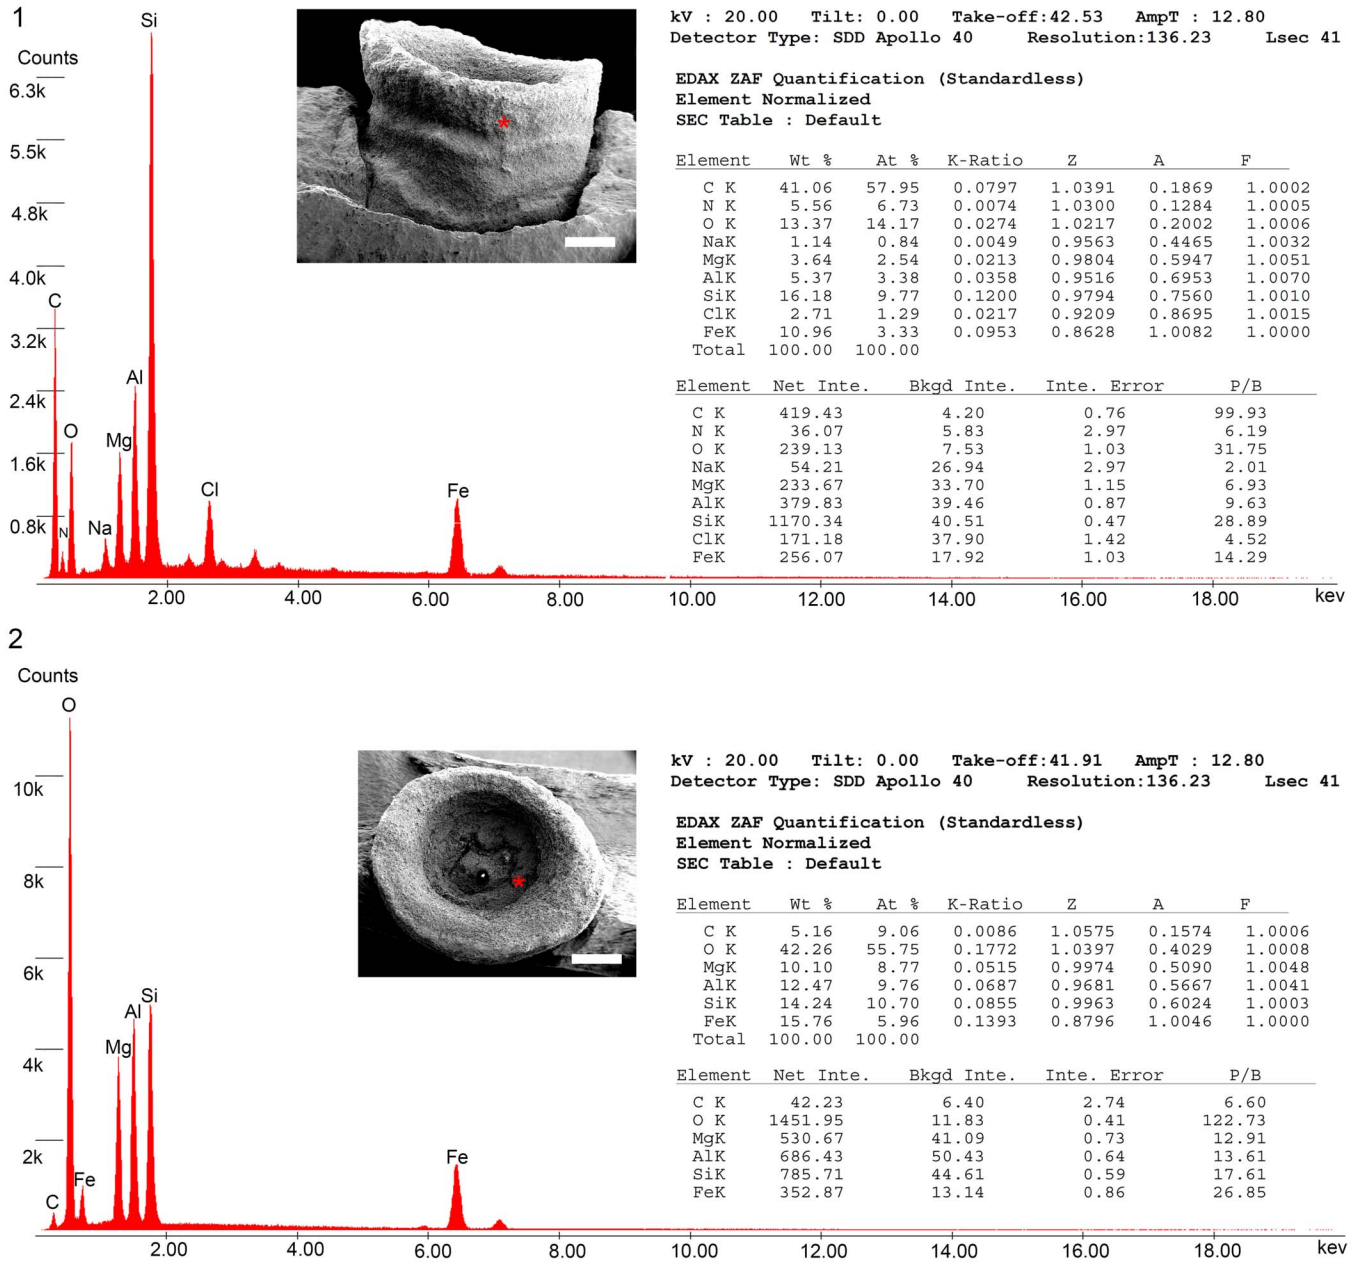 1
Counts
6.3k
5.5k
4.8k
4.0k
3.2k
2.4k
1.6k
0.8k
Si
C
N
O
Na
Mg
Al
Cl
Fe
*
2.00 4.00 6.00 8.00 10.00 12.00 14.00 16.00 18.00 kev
kV : 20.00 Tilt: 0.00 Take-off:42.53 AmpT : 12.80
Detector Type: SDD Apollo 40 Resolution:136.23 Lsec 41
EDAX ZAF Quantification (Standardless)
Element Normalized
SEC Table : Default
Element Wt % At % K-Ratio Z A F
C K 41.06 57.95 0.0797 1.0391 0.1869 1.0002
N K 5.56 6.73 0.0074 1.0300 0.1284 1.0005
O K 13.37 14.17 0.0274 1.0217 0.2002 1.0006
NaK 1.14 0.84 0.0049 0.9563 0.4465 1.0032
MgK 3.64 2.54 0.0213 0.9804 0.5947 1.0051
AlK 5.37 3.38 0.0358 0.9516 0.6953 1.0070
SiK 16.18 9.77 0.1200 0.9794 0.7560 1.0010
ClK 2.71 1.29 0.0217 0.9209 0.8695 1.0015
FeK 10.96 3.33 0.0953 0.8628 1.0082 1.0000
Total 100.00 100.00
Element Net Inte. Bkgd Inte. Inte. Error P/B
C K 419.43 4.20 0.76 99.93
N K 36.07 5.83 2.97 6.19
O K 239.13 7.53 1.03 31.75
NaK 54.21 26.94 2.97 2.01
MgK 233.67 33.70 1.15 6.93
AlK 379.83 39.46 0.87 9.63
SiK 1170.34 40.51 0.47 28.89
ClK 171.18 37.90 1.42 4.52
FeK 256.07 17.92 1.03 14.29
2
Counts
10k
8k
6k
4k
2k
O
C
Fe
Mg
Al
Si
Fe
*
2.00 4.00 6.00 8.00 10.00 12.00 14.00 16.00 18.00 kev
kV : 20.00 Tilt: 0.00 Take-off:41.91 AmpT : 12.80
Detector Type: SDD Apollo 40 Resolution:136.23 Lsec 41
EDAX ZAF Quantification (Standardless)
Element Normalized
SEC Table : Default
Element Wt % At % K-Ratio Z A F
C K 5.16 9.06 0.0086 1.0575 0.1574 1.0006
O K 42.26 55.75 0.1772 1.0397 0.4029 1.0008
MgK 10.10 8.77 0.0515 0.9974 0.5090 1.0048
AlK 12.47 9.76 0.0687 0.9681 0.5667 1.0041
SiK 14.24 10.70 0.0855 0.9963 0.6024 1.0003
FeK 15.76 5.96 0.1393 0.8796 1.0046 1.0000
Total 100.00 100.00
Element Net Inte. Bkgd Inte. Inte. Error P/B
C K 42.23 6.40 2.74 6.60
O K 1451.95 11.83 0.41 122.73
MgK 530.67 41.09 0.73 12.91
AlK 686.43 50.43 0.64 13.61
SiK 785.71 44.61 0.59 17.61
FeK 352.87 13.14 0.86 26.85